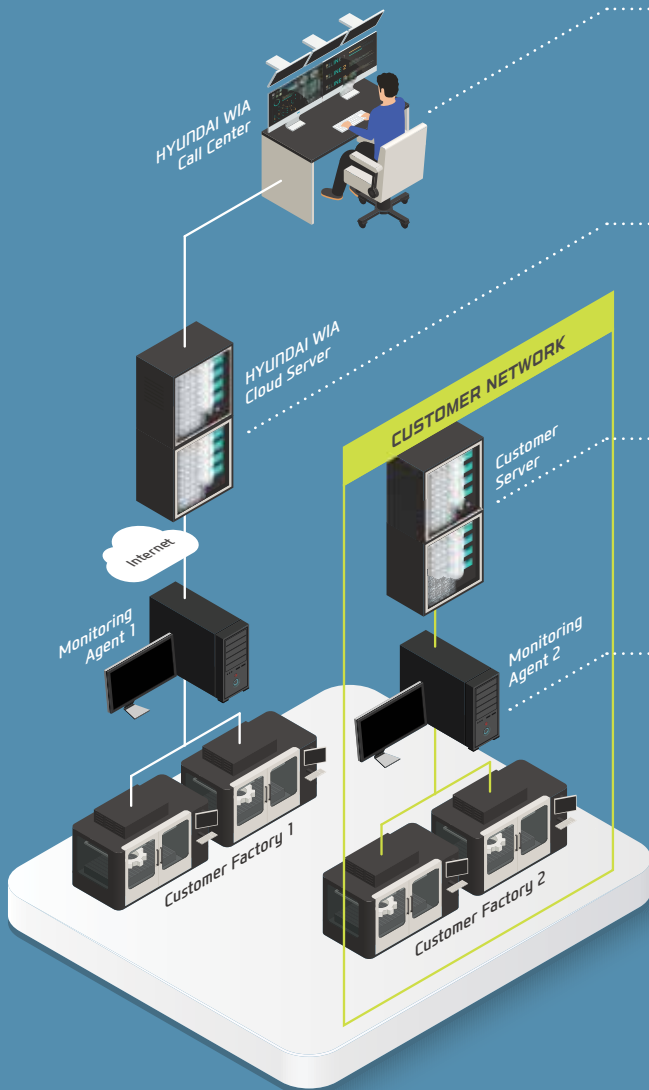 HYUNDAI WIA
Call Center
HYUNDAI WIA
Cloud Server
CUSTOMER NETWORK
Customer
Server
Internet
Monitoring
Agent 1
Monitoring
Agent 2
Customer Factory 1
Customer Factory 2